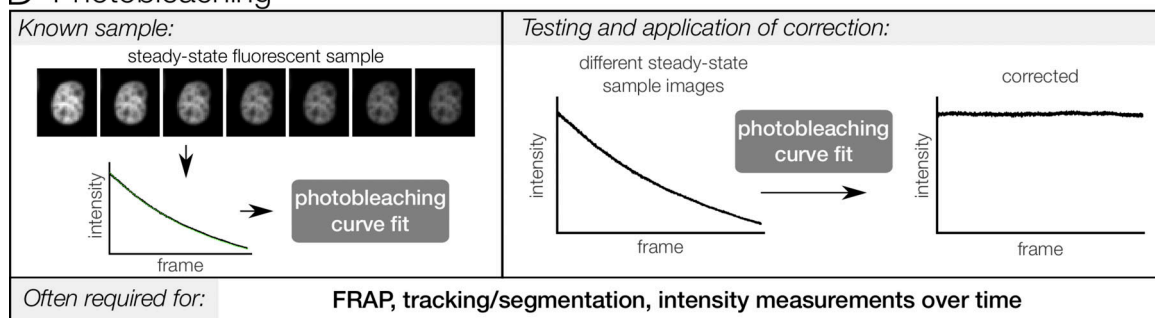 D Photobleaching
Known sample:
steady-state fluorescent sample
intensity
frame
photobleaching
curve fit
Testing and application of correction:
different steady-state
sample images
intensity
frame
photobleaching
curve fit
corrected
intensity
frame
Often required for:
FRAP, tracking/segmentation, intensity measurements over time